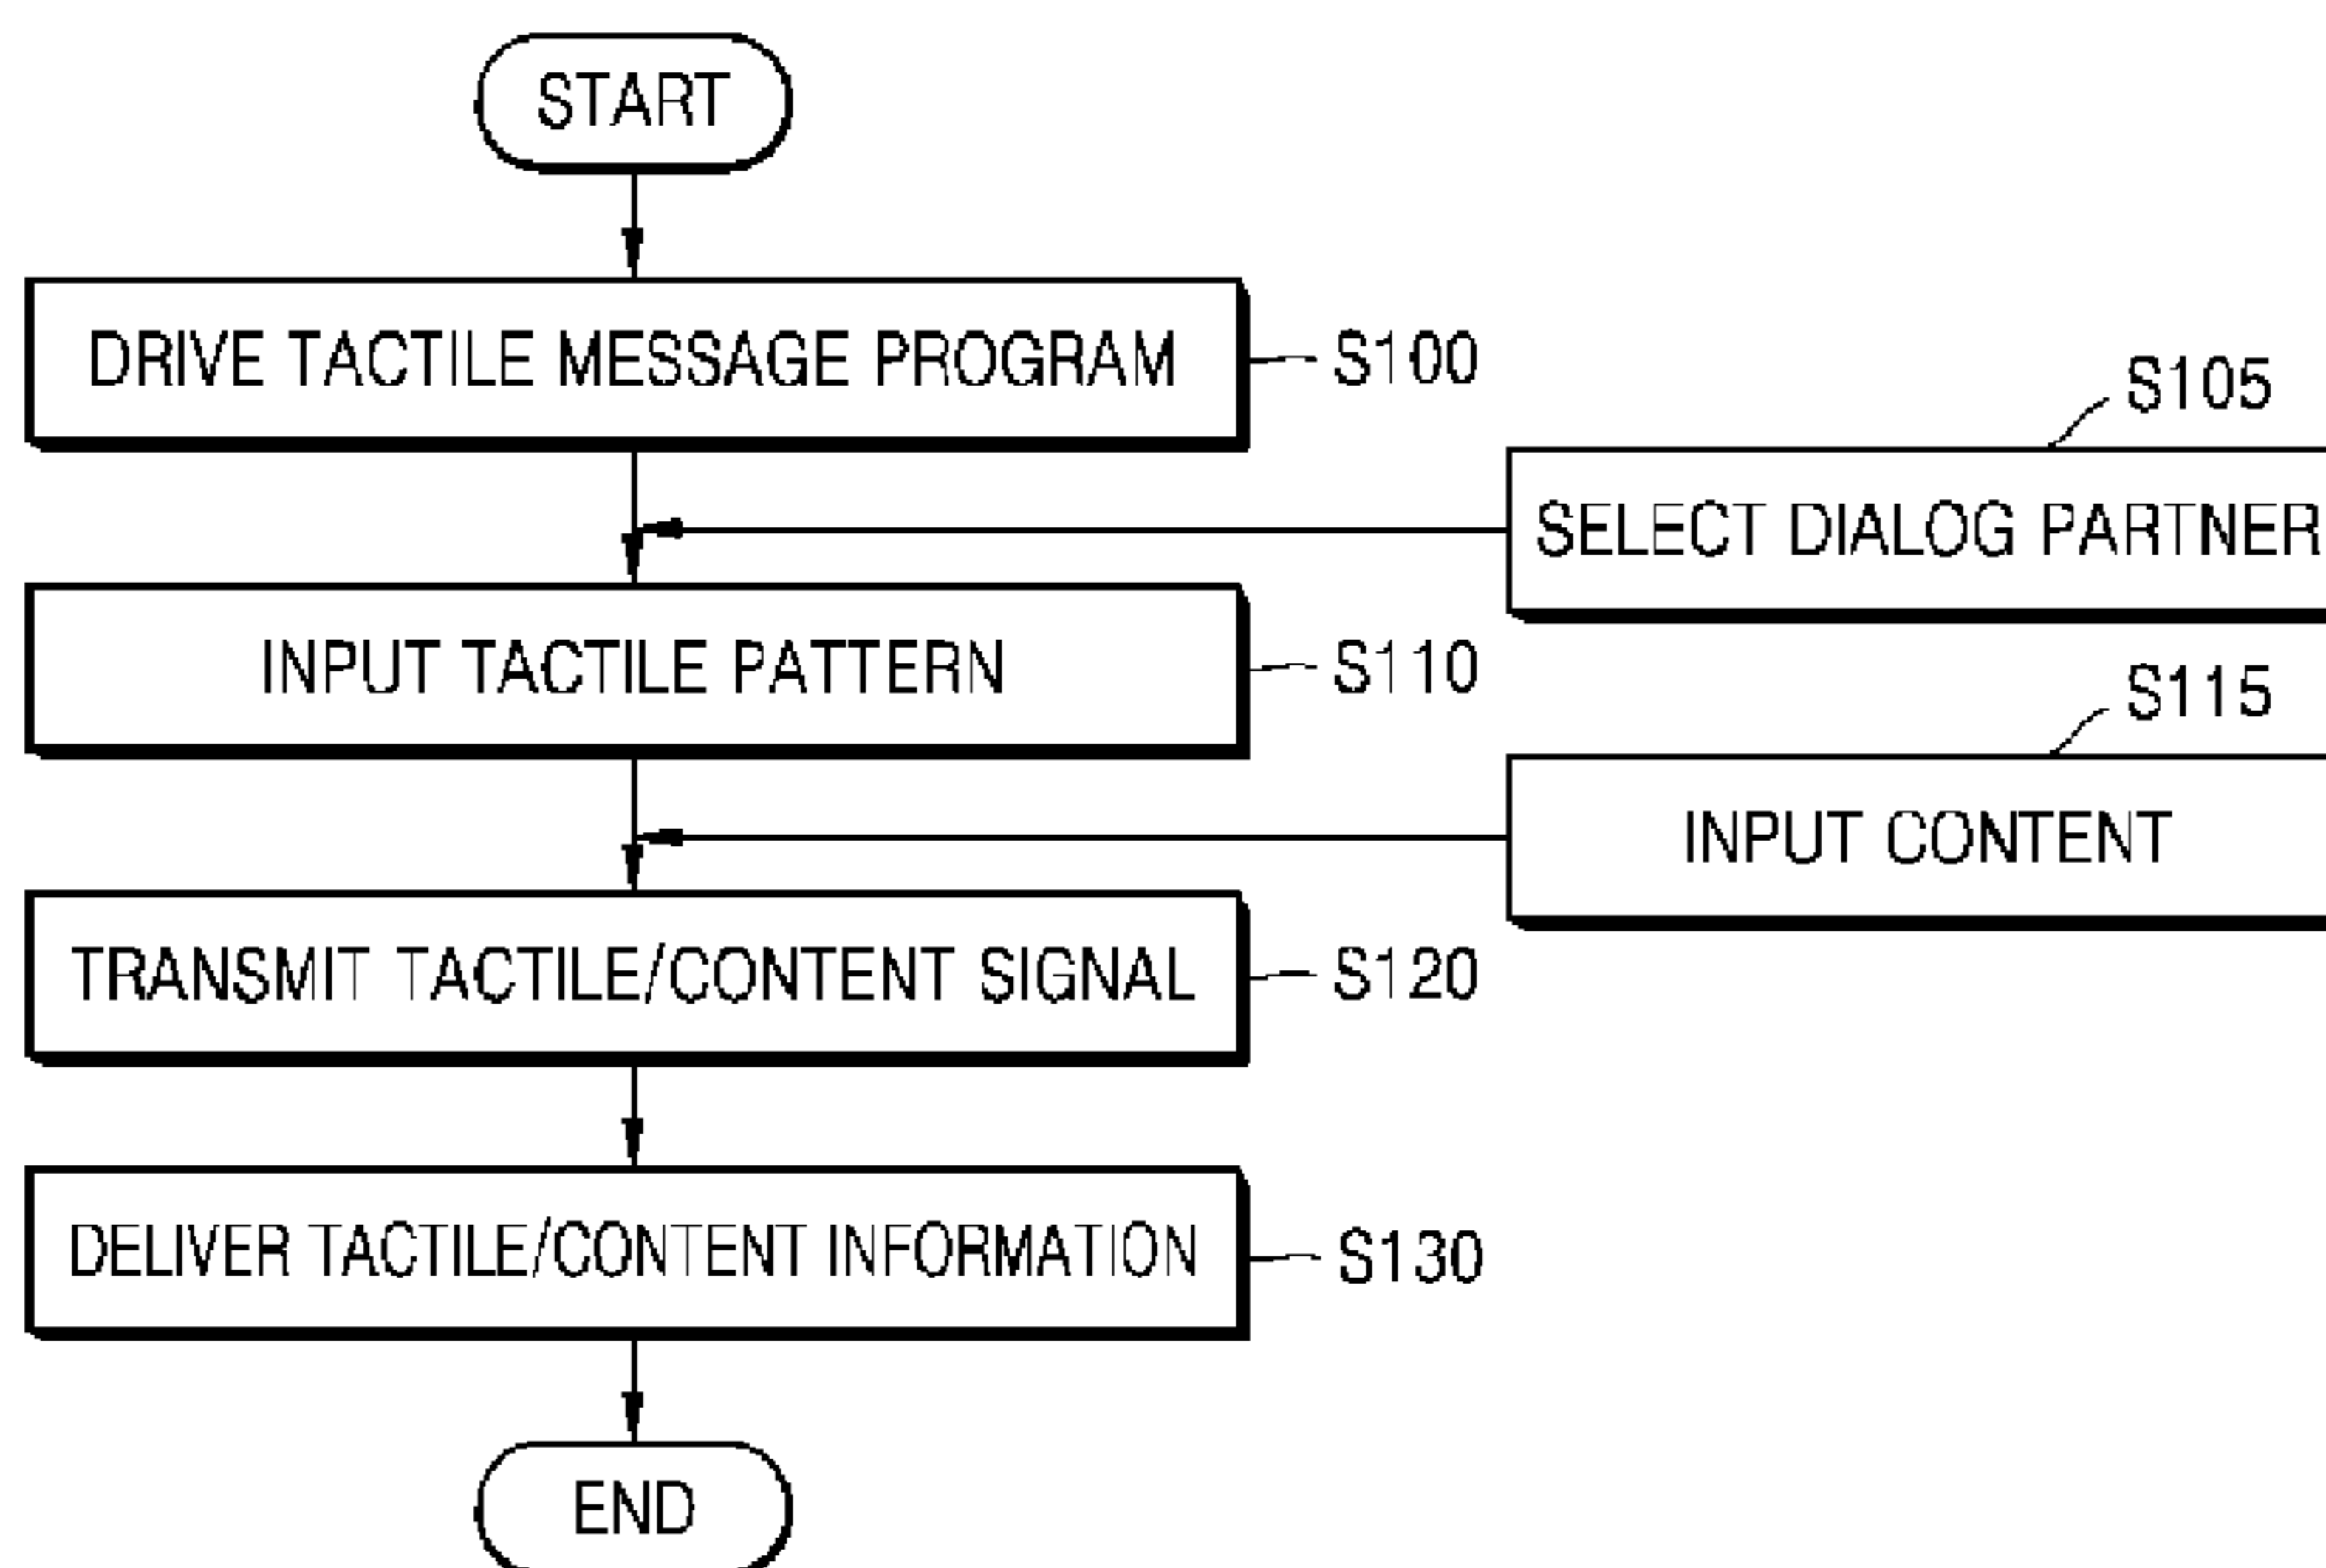 START
DRIVE TACTILE MESSAGE PROGRAM
S100
S105
SELECT DIALOG PARTNER
INPUT TACTILE PATTERN
S110
S115
INPUT CONTENT
TRANSMIT TACTILE/CONTENT SIGNAL
S120
DELIVER TACTILE/CONTENT INFORMATION
S130
END